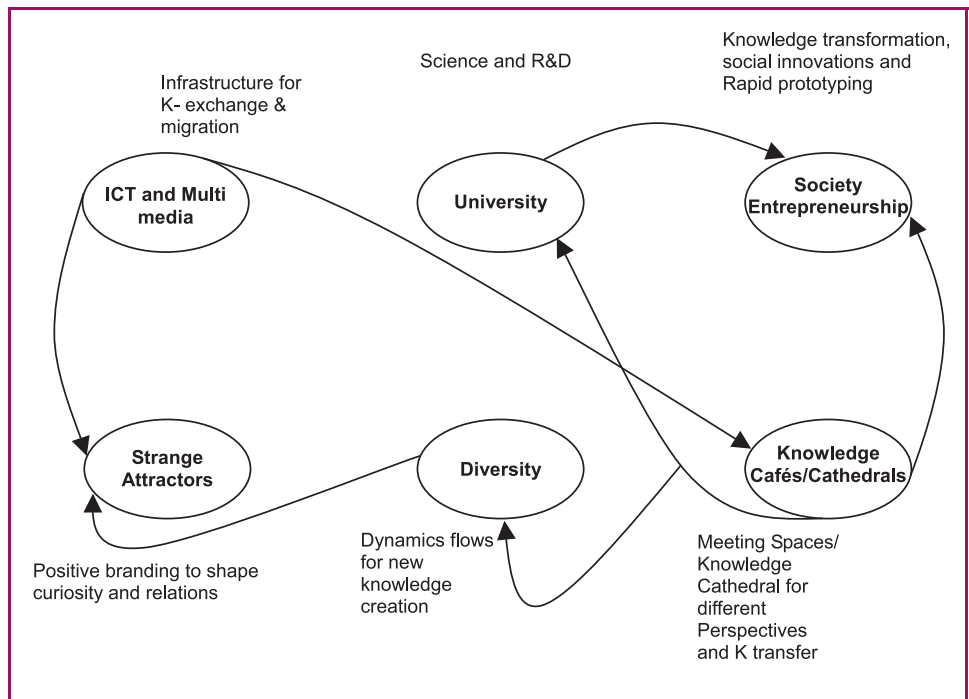 Science and R&D
Knowledge transformation,
social innovations and
Rapid prototyping
Infrastructure for
K- exchange &
migration
ICT and Multi
media
University
Society
Entrepreneurship
Strange
Attractors
Diversity
Knowledge
Cafés/Cathedrals
Positive branding to shape
curiosity and relations
Dynamics flows
for new
knowledge
creation
Meeting Spaces/
Knowledge
Cathedral for
different
Perspectives
and K transfer